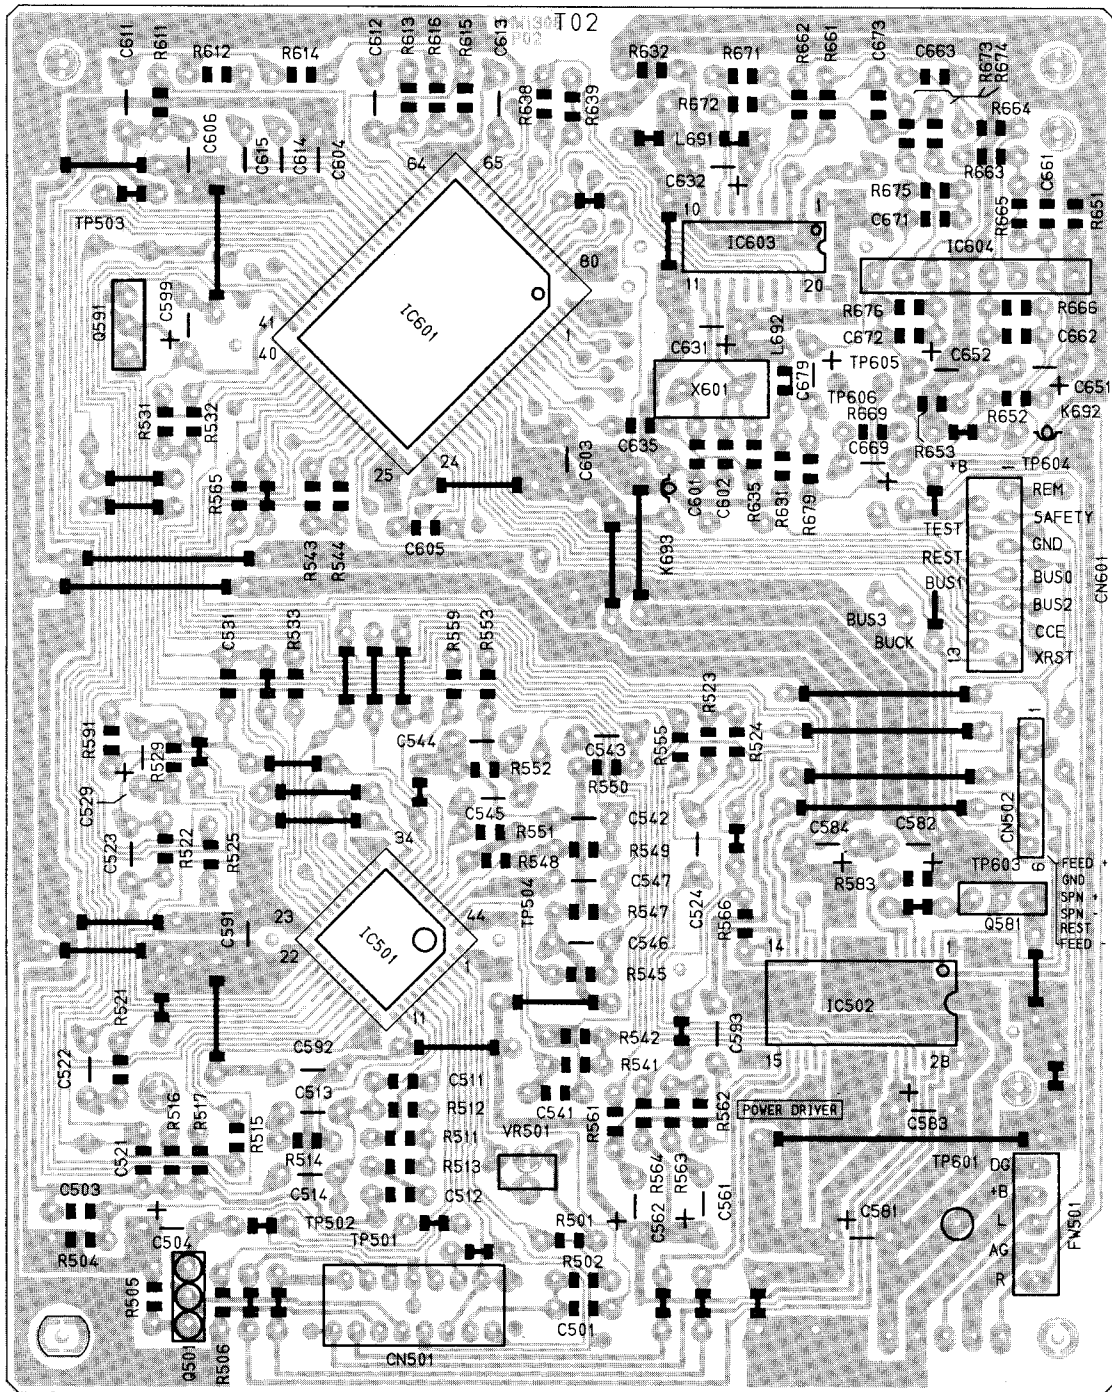 T02
C611
R611
R612
R614
C612
R613
R616
R615
C613
R638
R639
R632
R671
R662
R661
C673
C663
R673
R674
R672
R664
L691
C606
C615
C614
C604
64
65
R663
C661
C632
R675
R665
R651
TP503
C671
10
1
IC603
IC604
80
11
20
Q591
C599
IC601
R676
R666
41
40
1
C672
C662
C631
L692
C652
TP605
X601
C679
C651
TP606
K692
R531
R532
R669
R652
C635
C669
R653
25
24
C603
+B
-
TP604
R565
C601
C602
R635
R631
R679
REM
SAFETY
TEST
GND
C605
REST
R543
R544
K693
BUS1
BUS0
CN601
BUS3
BUS2
BUCK
CCE
13
XRST
C531
R533
R559
R553
R523
R591
R529
C544
C543
R555
R524
1
R552
R550
C529
C545
C542
C584
C582
CN502
C523
R522
R525
R551
34
R549
R548
TP603
6
FEED +
R583
GND
C547
TP504
SPN +
C524
R547
SPN -
23
44
R566
Q581
REST
C591
IC501
C546
FEED -
22
1
14
1
R545
R521
IC502
11
R542
C593
C522
C592
R541
15
28
C511
C513
C541
R516
R517
R512
R561
R562
POWER DRIVER
C583
R515
R511
VR501
C521
R514
R513
R564
R563
TP601
DG
C503
C514
C512
+B
C562
C561
TP502
R501
C581
L
FW501
C504
TP501
R504
R502
AG
R505
R
C501
Q501
R506
CN501